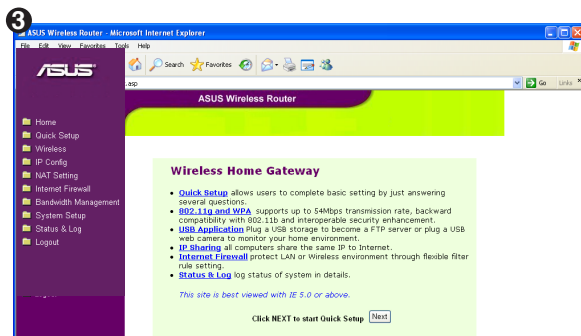 3
ASUS Wireless Router - Microsoft Internet Explorer
File Edit View Favorites Tools Help
Search Favorites
.asp
Go Links
ASUS
ASUS Wireless Router
Home
Quick Setup
Wireless
IP Config
NAT Setting
Internet Firewall
Bandwidth Management
System Setup
Status & Log
Logout
Wireless Home Gateway
• Quick Setup allows users to complete basic setting by just answering
several questions.
• 802.11g and WPA supports up to 54Mbps transmission rate, backward
compatibility with 802.11b and interoperable security enhancement.
• USB Application Plug a USB storage to become a FTP server or plug a USB
web camera to monitor your home environment.
• IP Sharing all computers share the same IP to Internet.
• Internet Firewall protect LAN or Wireless environment through flexible filter
rule setting.
• Status & Log log status of system in details.
This site is best viewed with IE 5.0 or above.
Click NEXT to start Quick Setup Next